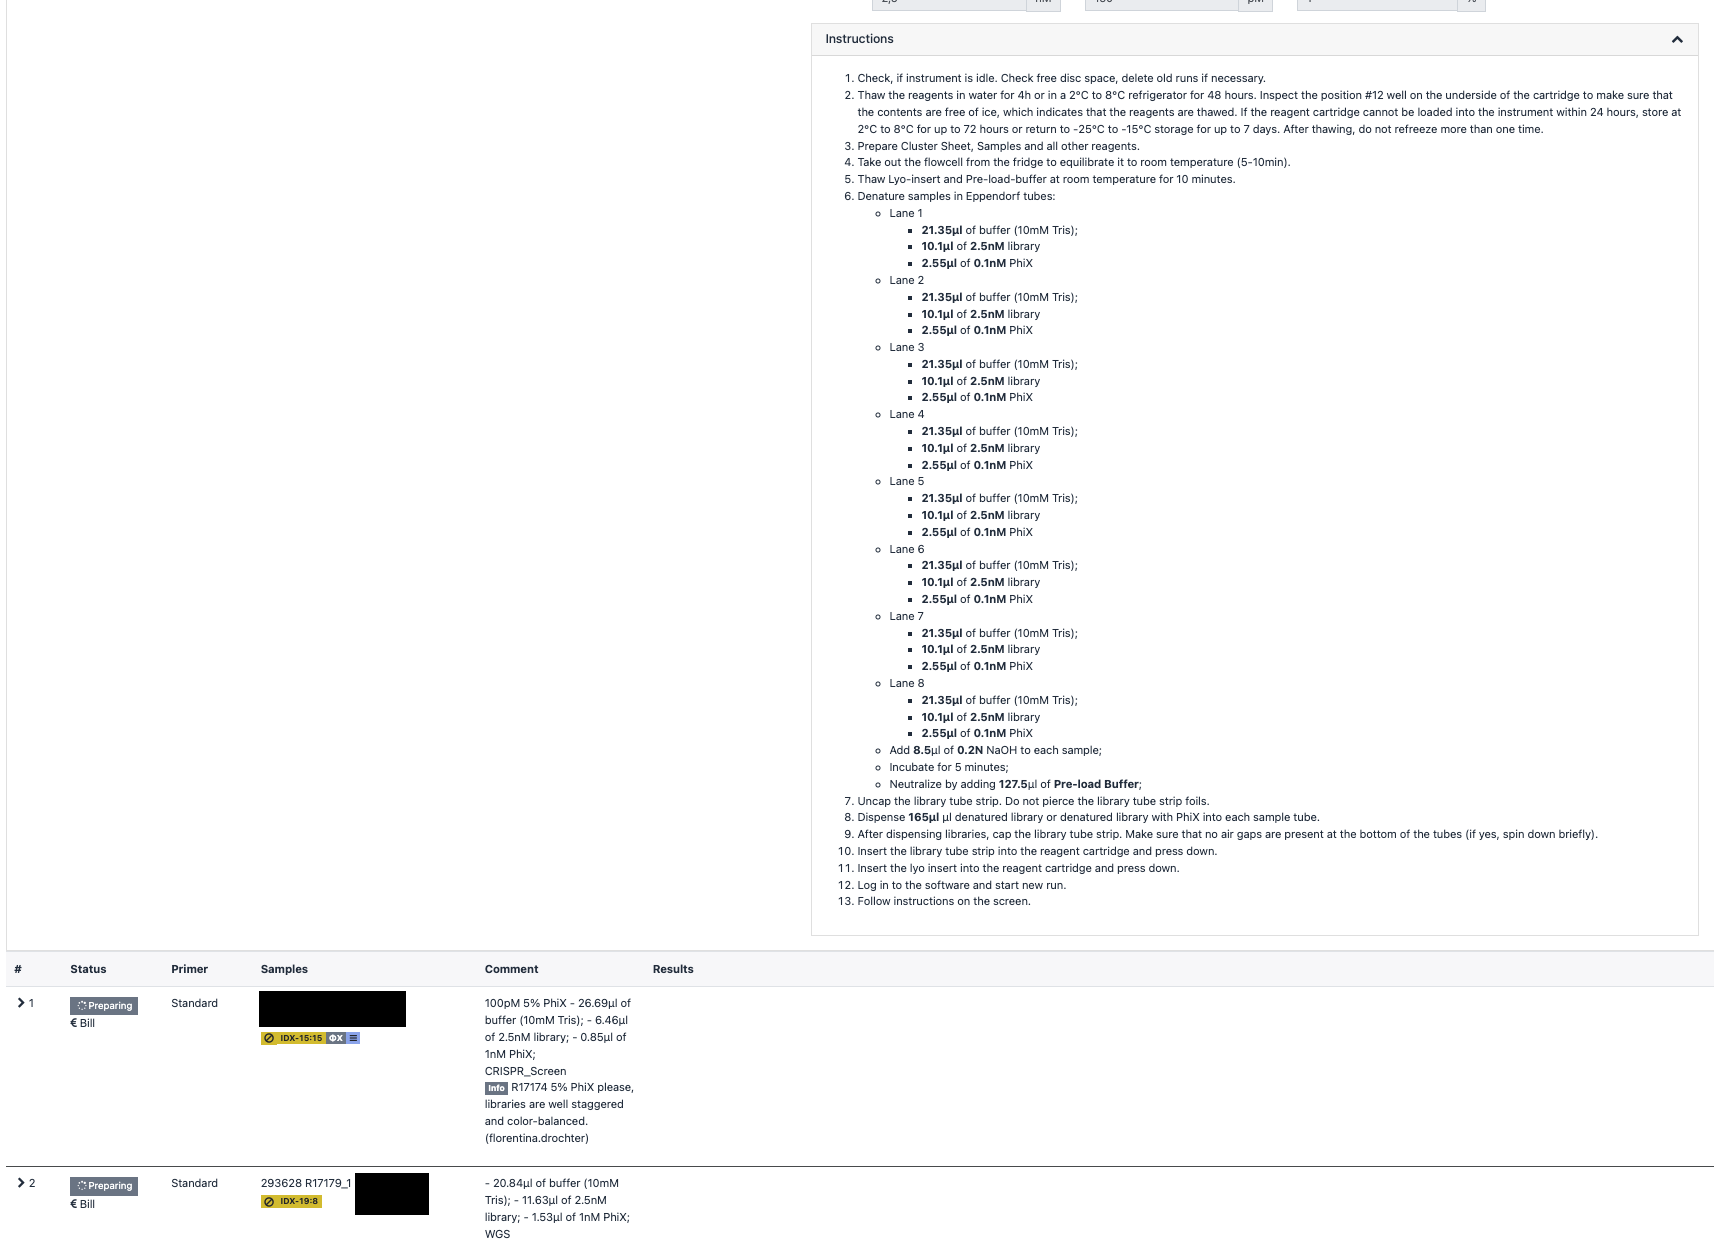 nM
pM
Instructions
1. Check, if instrument is idle. Check free disc space, delete old runs if necessary.
2. Thaw the reagents in water for 4h or in a 2°C to 8°C refrigerator for 48 hours. Inspect the position #12 well on the underside of the cartridge to make sure that
the contents are free of ice, which indicates that the reagents are thawed. If the reagent cartridge cannot be loaded into the instrument within 24 hours, store at
2°C to 8°C for up to 72 hours or return to -25°C to -15°C storage for up to 7 days. After thawing, do not refreeze more than one time.
3. Prepare Cluster Sheet, Samples and all other reagents.
4. Take out the flowcell from the fridge to equilibrate it to room temperature (5-10min).
5. Thaw Lyo-insert and Pre-load-buffer at room temperature for 10 minutes.
6. Denature samples in Eppendorf tubes:
Lane 1
21.35µl of buffer (10mM Tris);
10.1µl of 2.5nM library
2.55µl of 0.1nM PhiX
Lane 2
21.35µl of buffer (10mM Tris);
10.1µl of 2.5nM library
2.55µl of 0.1nM PhiX
Lane 3
21.35µl of buffer (10mM Tris);
10.1µl of 2.5nM library
2.55µl of 0.1nM PhiX
Lane 4
21.35µl of buffer (10mM Tris);
10.1µl of 2.5nM library
2.55µl of 0.1nM PhiX
Lane 5
21.35µl of buffer (10mM Tris);
10.1µl of 2.5nM library
2.55µl of 0.1nM PhiX
Lane 6
21.35µl of buffer (10mM Tris);
10.1µl of 2.5nM library
2.55µl of 0.1nM PhiX
Lane 7
21.35µl of buffer (10mM Tris);
10.1µl of 2.5nM library
2.55µl of 0.1nM PhiX
Lane 8
21.35µl of buffer (10mM Tris);
10.1µl of 2.5nM library
2.55µl of 0.1nM PhiX
Add 8.5µl of 0.2N NaOH to each sample;
Incubate for 5 minutes;
Neutralize by adding 127.5µl of Pre-load Buffer;
7. Uncap the library tube strip. Do not pierce the library tube strip foils.
8. Dispense 165µl µl denatured library or denatured library with PhiX into each sample tube.
9. After dispensing libraries, cap the library tube strip. Make sure that no air gaps are present at the bottom of the tubes (if yes, spin down briefly).
10. Insert the library tube strip into the reagent cartridge and press down.
11. Insert the lyo insert into the reagent cartridge and press down.
12. Log in to the software and start new run.
13. Follow instructions on the screen.
# Status Primer Samples Comment Results
1 Preparing Standard
€ Bill
IDX-15:15 ΦX
100pM 5% PhiX - 26.69µl of
buffer (10mM Tris); - 6.46µl
of 2.5nM library; - 0.85µl of
1nM PhiX;
CRISPR_Screen
Info R17174 5% PhiX please,
libraries are well staggered
and color-balanced.
(florentina.drochter)
2 Preparing Standard 293628 R17179_1
€ Bill
IDX-19:8
- 20.84µl of buffer (10mM
Tris); - 11.63µl of 2.5nM
library; - 1.53µl of 1nM PhiX;
WGS